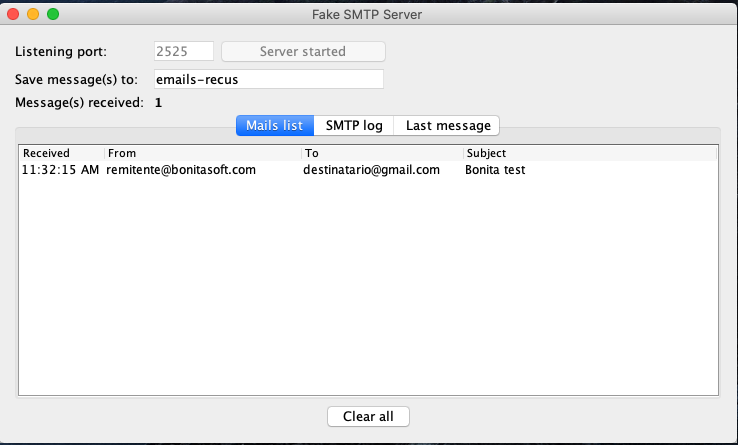 Fake SMTP Server
Listening port: 2525 Server started
Save message(s) to: emails-recus
Message(s) received: 1
Mails list SMTP log Last message
Received From To Subject
11:32:15 AM remitente@bonitasoft.com destinatario@gmail.com Bonita test
Clear all